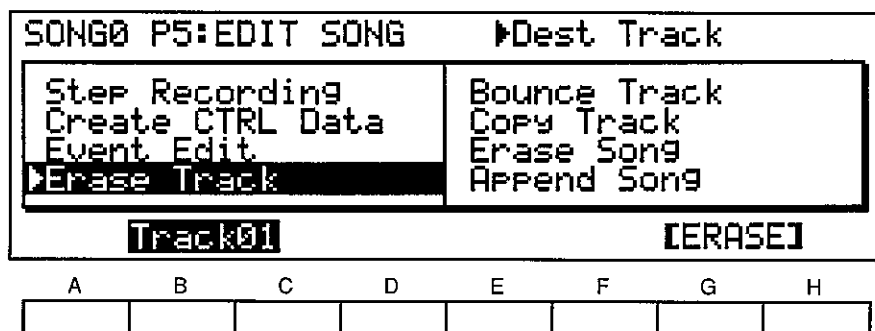 SONG0 P5:EDIT SONG ▶Dest Track
Step Recording
Create CTRL Data
Event Edit
▶Erase Track
Bounce Track
Copy Track
Erase Song
Append Song
Track01 [ERASE]
A B C D E F G H